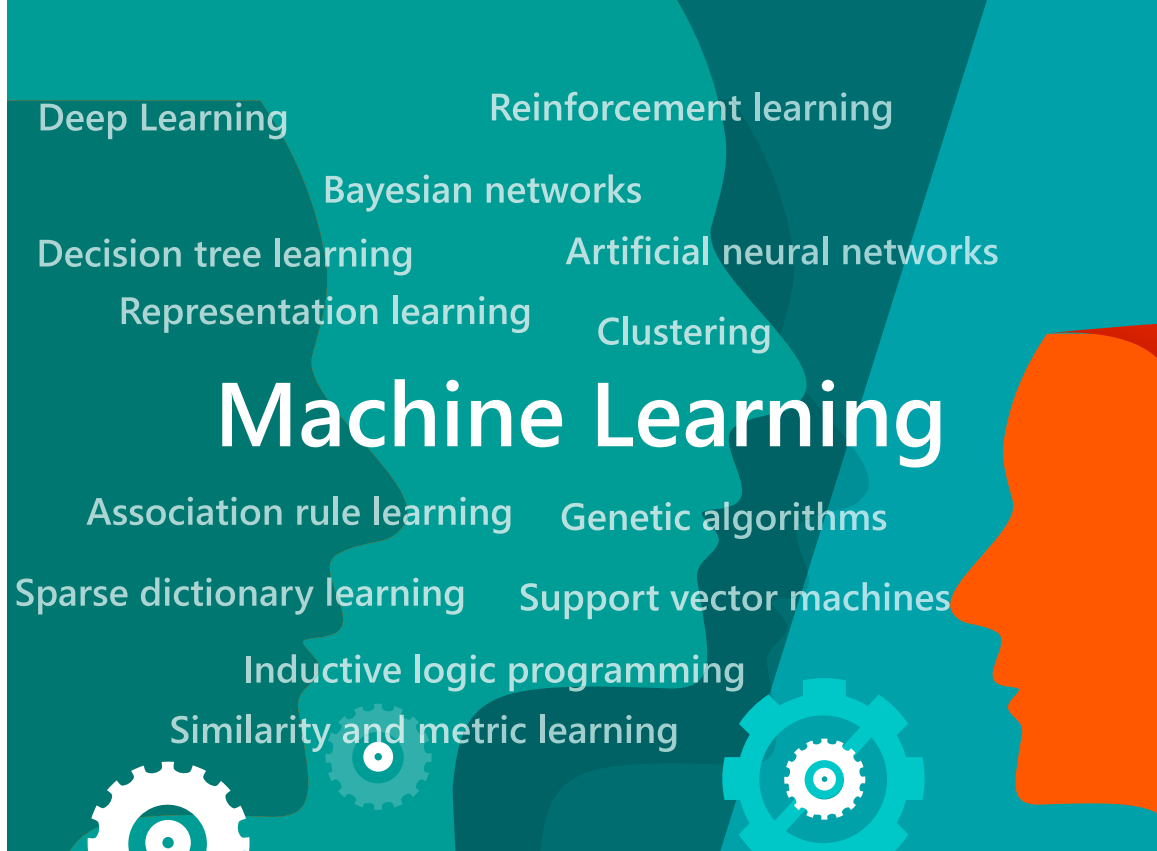 Deep Learning
Reinforcement learning
Bayesian networks
Decision tree learning
Artificial neural networks
Representation learning
Clustering
Machine Learning
Association rule learning
Genetic algorithms
Sparse dictionary learning
Support vector machines
Inductive logic programming
Similarity and metric learning